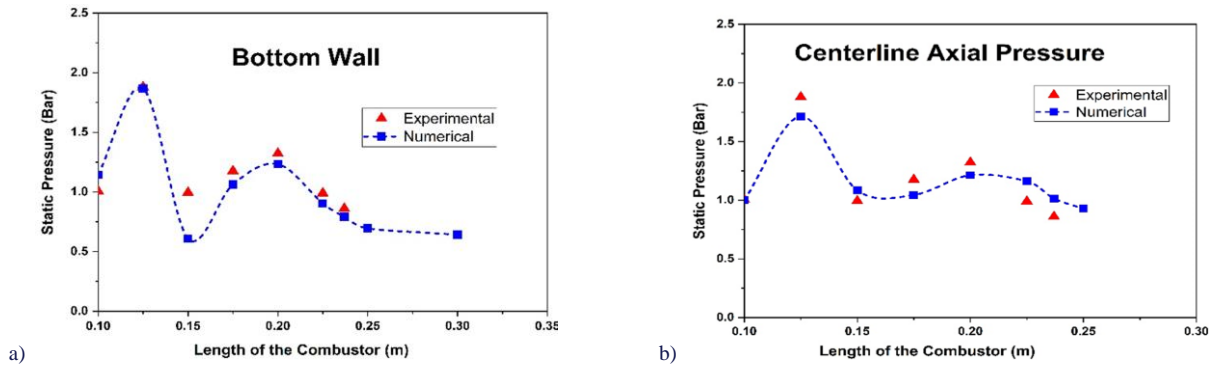 Bottom Wall
Experimental
Numerical
Static Pressure (Bar)
2.5
2.0
1.5
1.0
0.5
0.0
0.10
0.15
0.20
0.25
0.30
0.35
Length of the Combustor (m)
a)
Centerline Axial Pressure
Experimental
Numerical
Static Pressure (Bar)
2.5
2.0
1.5
1.0
0.5
0.0
0.10
0.15
0.20
0.25
0.30
Length of the Combustor (m)
b)